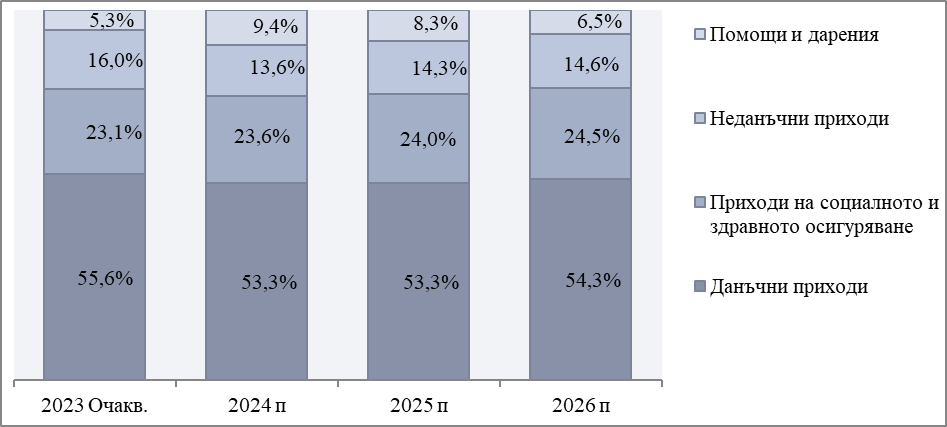 5,3%
9,4%
8,3%
6,5%
16,0%
13,6%
14,3%
14,6%
23,1%
23,6%
24,0%
24,5%
55,6%
53,3%
53,3%
54,3%
2023 Очакв.
2024 п
2025 п
2026 п
Помощи и дарения
Неданъчни приходи
Приходи на социалното и
здравното осигуряване
Данъчни приходи